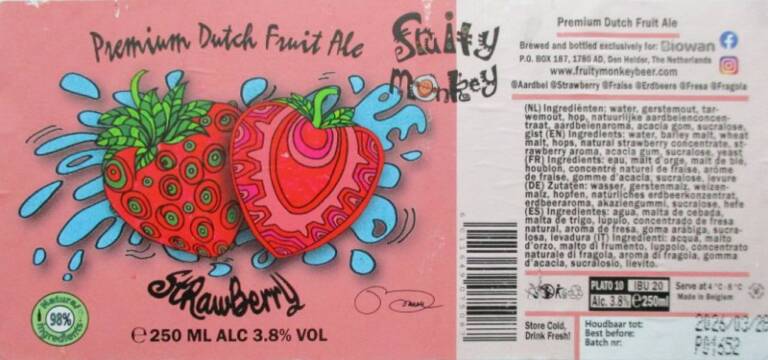 Premium Dutch Fruit Ale
Fruity
Monkey
Strawberry
Natural
98%
Ingredients
℮250 ML ALC 3.8% VOL
Premium Dutch Fruit Ale
Brewed and bottled exclusively for: Biowan
P.O. BOX 187, 1780 AD, Den Helder, The Netherlands
www.fruitymonkeybeer.com
@Aardbei @Strawberry @Fraise @Erdbeere @Fresa @Fragola
(NL) Ingrediënten: water, gerstemout, tar-
wemout, hop, natuurlijke aardbeienconcen-
traat, aardbeienaroma, acacia gom, sucralose,
gist (EN) Ingredients: water, barley malt, wheat
malt, hops, natural strawberry concentrate, st-
rawberry aroma, acacia gum, sucralose, yeast
(FR) Ingrédients: eau, malt d'orge, malt de blé,
houblon, concentré naturel de fraise, arôme
de fraise, gomme d'acacia, sucralose, levure
(DE) Zutaten: wasser, gerstenmalz, weizen-
malz, hopfen, natürliches erdbeerkonzentrat,
erdbeeraroma, akaziengummi, sucralose, hefe
(ES) Ingredientes: agua, malta de cebada,
malta de trigo, lúpulo, concentrado de fresa
natural, aroma de fresa, goma arábiga, sucra-
losa, levadura (IT) Ingredienti: acqua, malto
d'orzo, malto di frumento, luppolo, concentrato
naturale di fragola, aroma di fragola, gomma
d'acacia, sucralosio, lievito.
PLATO 10 IBU 20
Alc. 3.8% ℮250ml
Serve at 4 °C - 8 °C
Made in Belgium
Store Cold,
Drink Fresh!
Houdbaar tot:
Best before:
Batch nr: